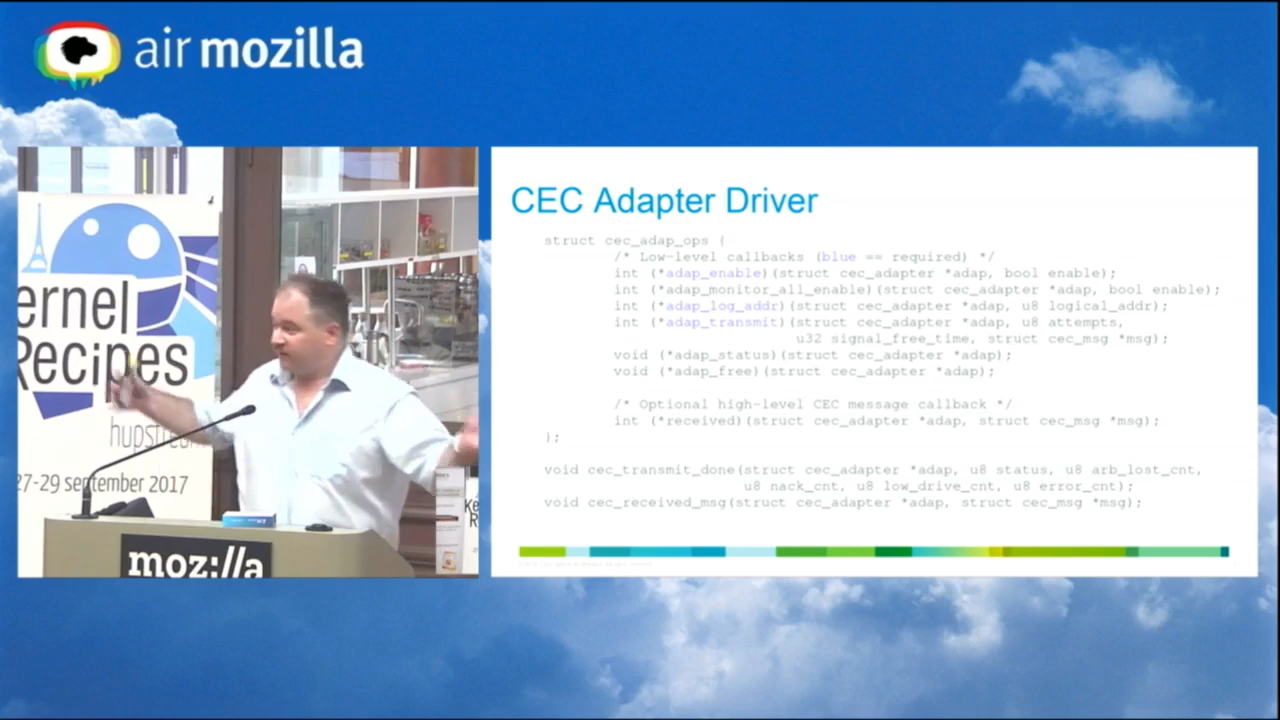 air mozilla
ernel
Recipes
hupstream
27-29 september 2017
moz://a
CEC Adapter Driver
struct cec_adap_ops {
/* Low-level callbacks (blue == required) */
int (*adap_enable)(struct cec_adapter *adap, bool enable);
int (*adap_monitor_all_enable)(struct cec_adapter *adap, bool enable);
int (*adap_log_addr)(struct cec_adapter *adap, u8 logical_addr);
int (*adap_transmit)(struct cec_adapter *adap, u8 attempts,
u32 signal_free_time, struct cec_msg *msg);
void (*adap_status)(struct cec_adapter *adap);
void (*adap_free)(struct cec_adapter *adap);
/* Optional high-level CEC message callback */
int (*received)(struct cec_adapter *adap, struct cec_msg *msg);
};
void cec_transmit_done(struct cec_adapter *adap, u8 status, u8 arb_lost_cnt,
u8 nack_cnt, u8 low_drive_cnt, u8 error_cnt);
void cec_received_msg(struct cec_adapter *adap, struct cec_msg *msg);